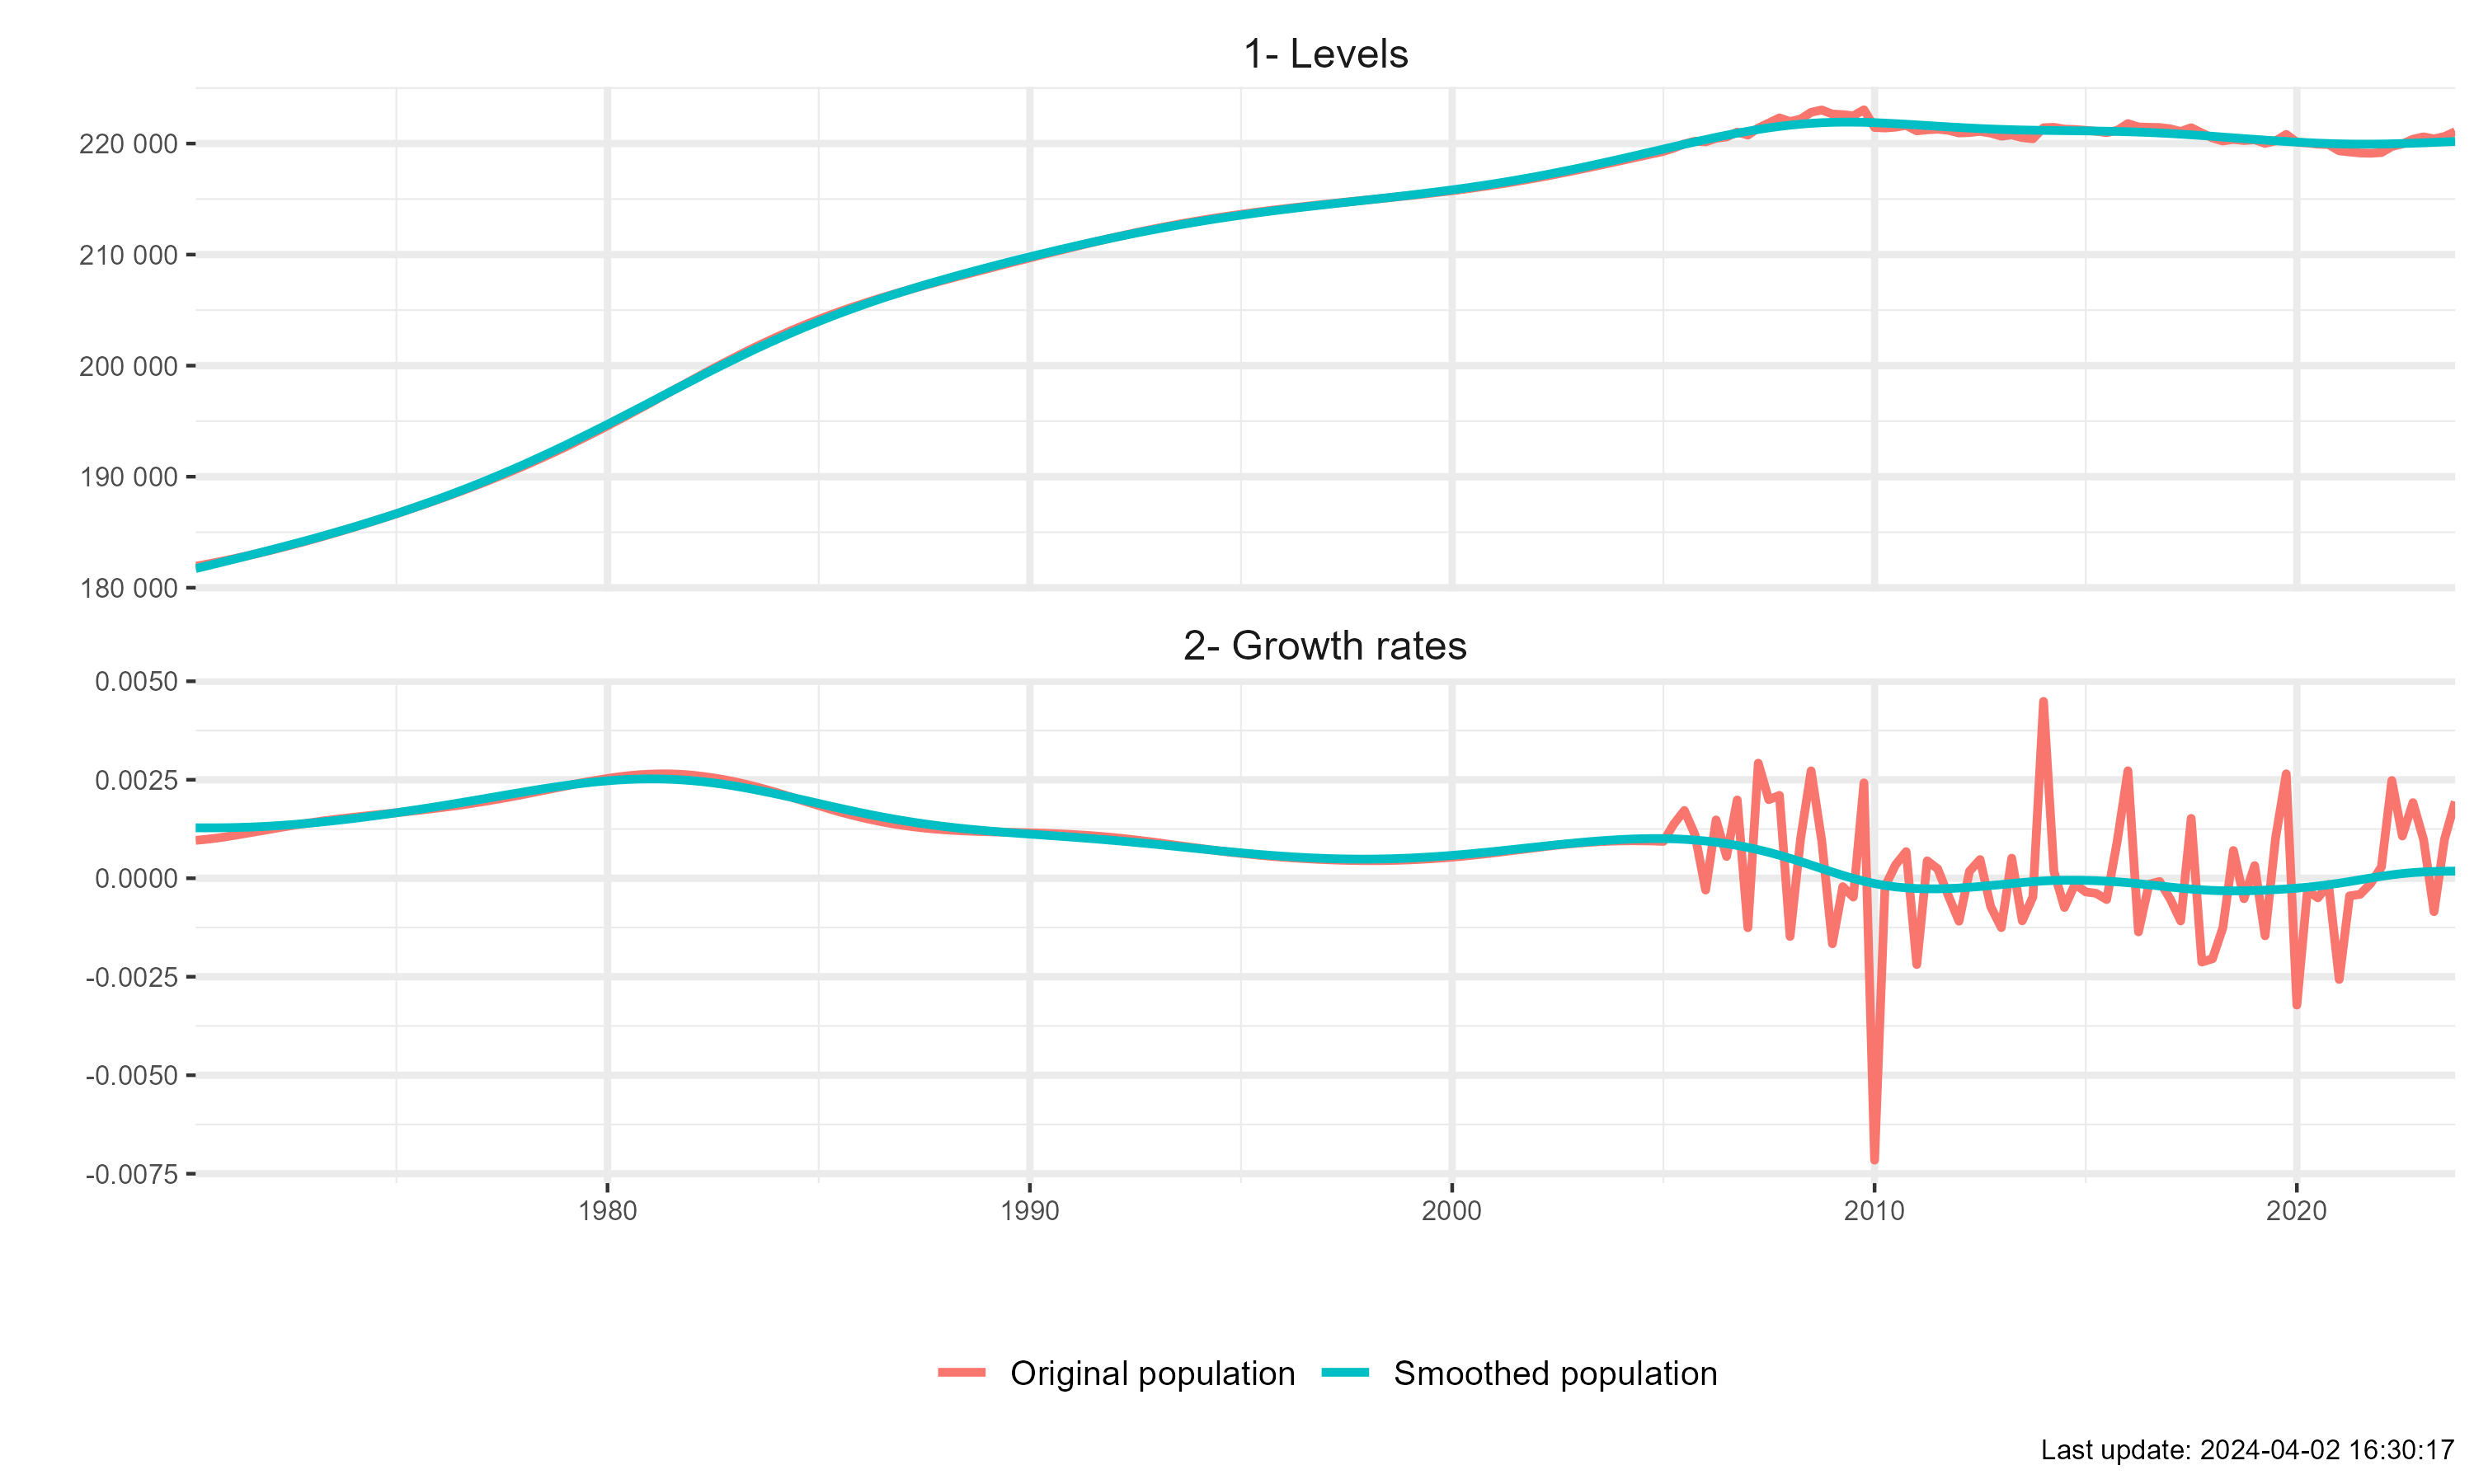 1- Levels
220 000
210 000
200 000
190 000
180 000
2- Growth rates
0.0050
0.0025
0.0000
-0.0025
-0.0050
-0.0075
1980 1990 2000 2010 2020
Original population Smoothed population
Last update: 2024-04-02 16:30:17